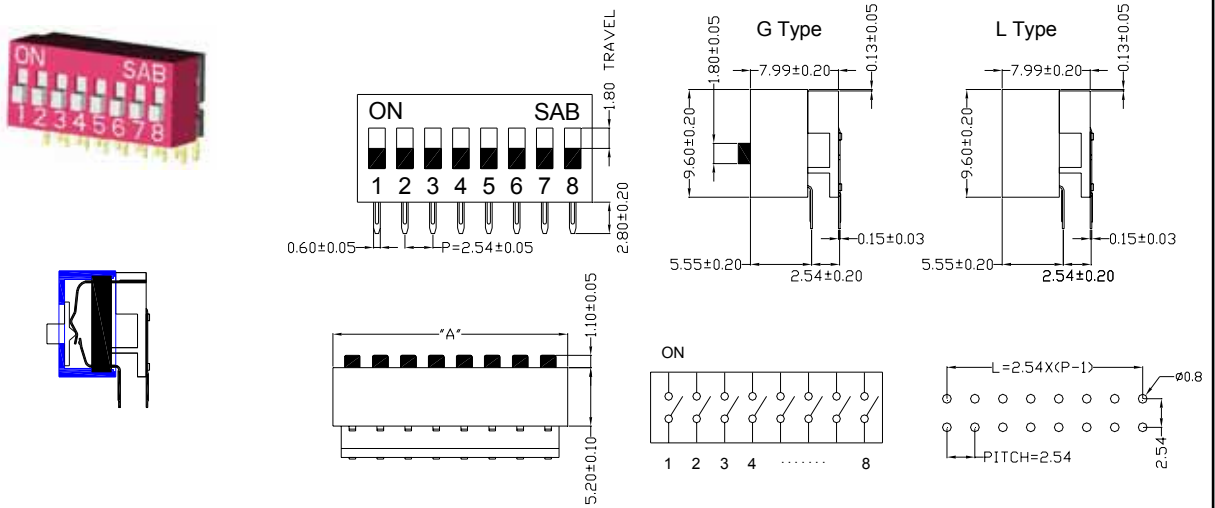 ON
SAB
1 2 3 4 5 6 7 8
ON SAB
1 2 3 4 5 6 7 8
1.80 TRAVEL
2.80±0.20
0.60±0.05
P=2.54±0.05
G Type
1.80±0.05
7.99±0.20
0.13±0.05
9.60±0.20
0.15±0.03
5.55±0.20
2.54±0.20
L Type
7.99±0.20
0.13±0.05
9.60±0.20
0.15±0.03
5.55±0.20
2.54±0.20
"A"
1.10±0.05
5.20±0.10
ON
1 2 3 4 ....... 8
L=2.54X(P-1)
ø0.8
PITCH=2.54
2.54